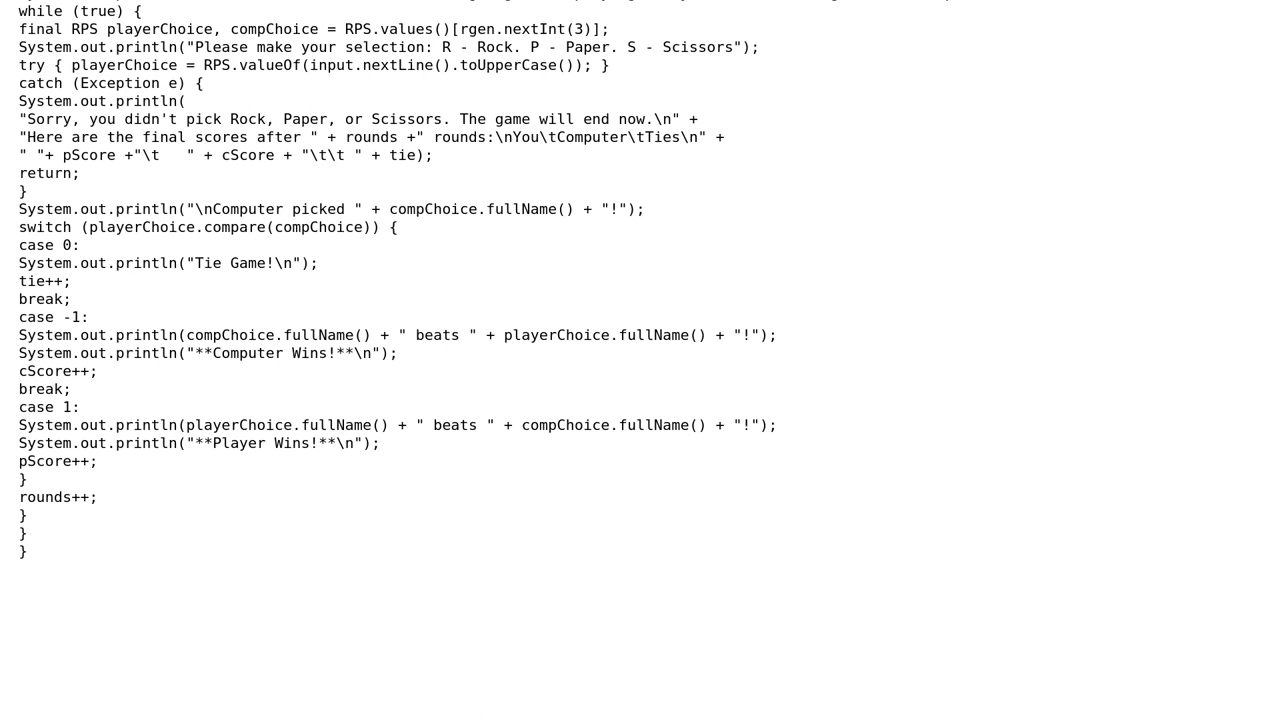 while (true) {
final RPS playerChoice, compChoice = RPS.values()[rgen.nextInt(3)];
System.out.println("Please make your selection: R - Rock. P - Paper. S - Scissors");
try { playerChoice = RPS.valueOf(input.nextLine().toUpperCase()); }
catch (Exception e) {
System.out.println(
"Sorry, you didn't pick Rock, Paper, or Scissors. The game will end now.\n" +
"Here are the final scores after " + rounds +" rounds:\nYou\tComputer\tTies\n" +
" "+ pScore +"\t   " + cScore + "\t\t " + tie);
return;
}
System.out.println("\nComputer picked " + compChoice.fullName() + "!");
switch (playerChoice.compare(compChoice)) {
case 0:
System.out.println("Tie Game!\n");
tie++;
break;
case -1:
System.out.println(compChoice.fullName() + " beats " + playerChoice.fullName() + "!");
System.out.println("**Computer Wins!**\n");
cScore++;
break;
case 1:
System.out.println(playerChoice.fullName() + " beats " + compChoice.fullName() + "!");
System.out.println("**Player Wins!**\n");
pScore++;
}
rounds++;
}
}
}